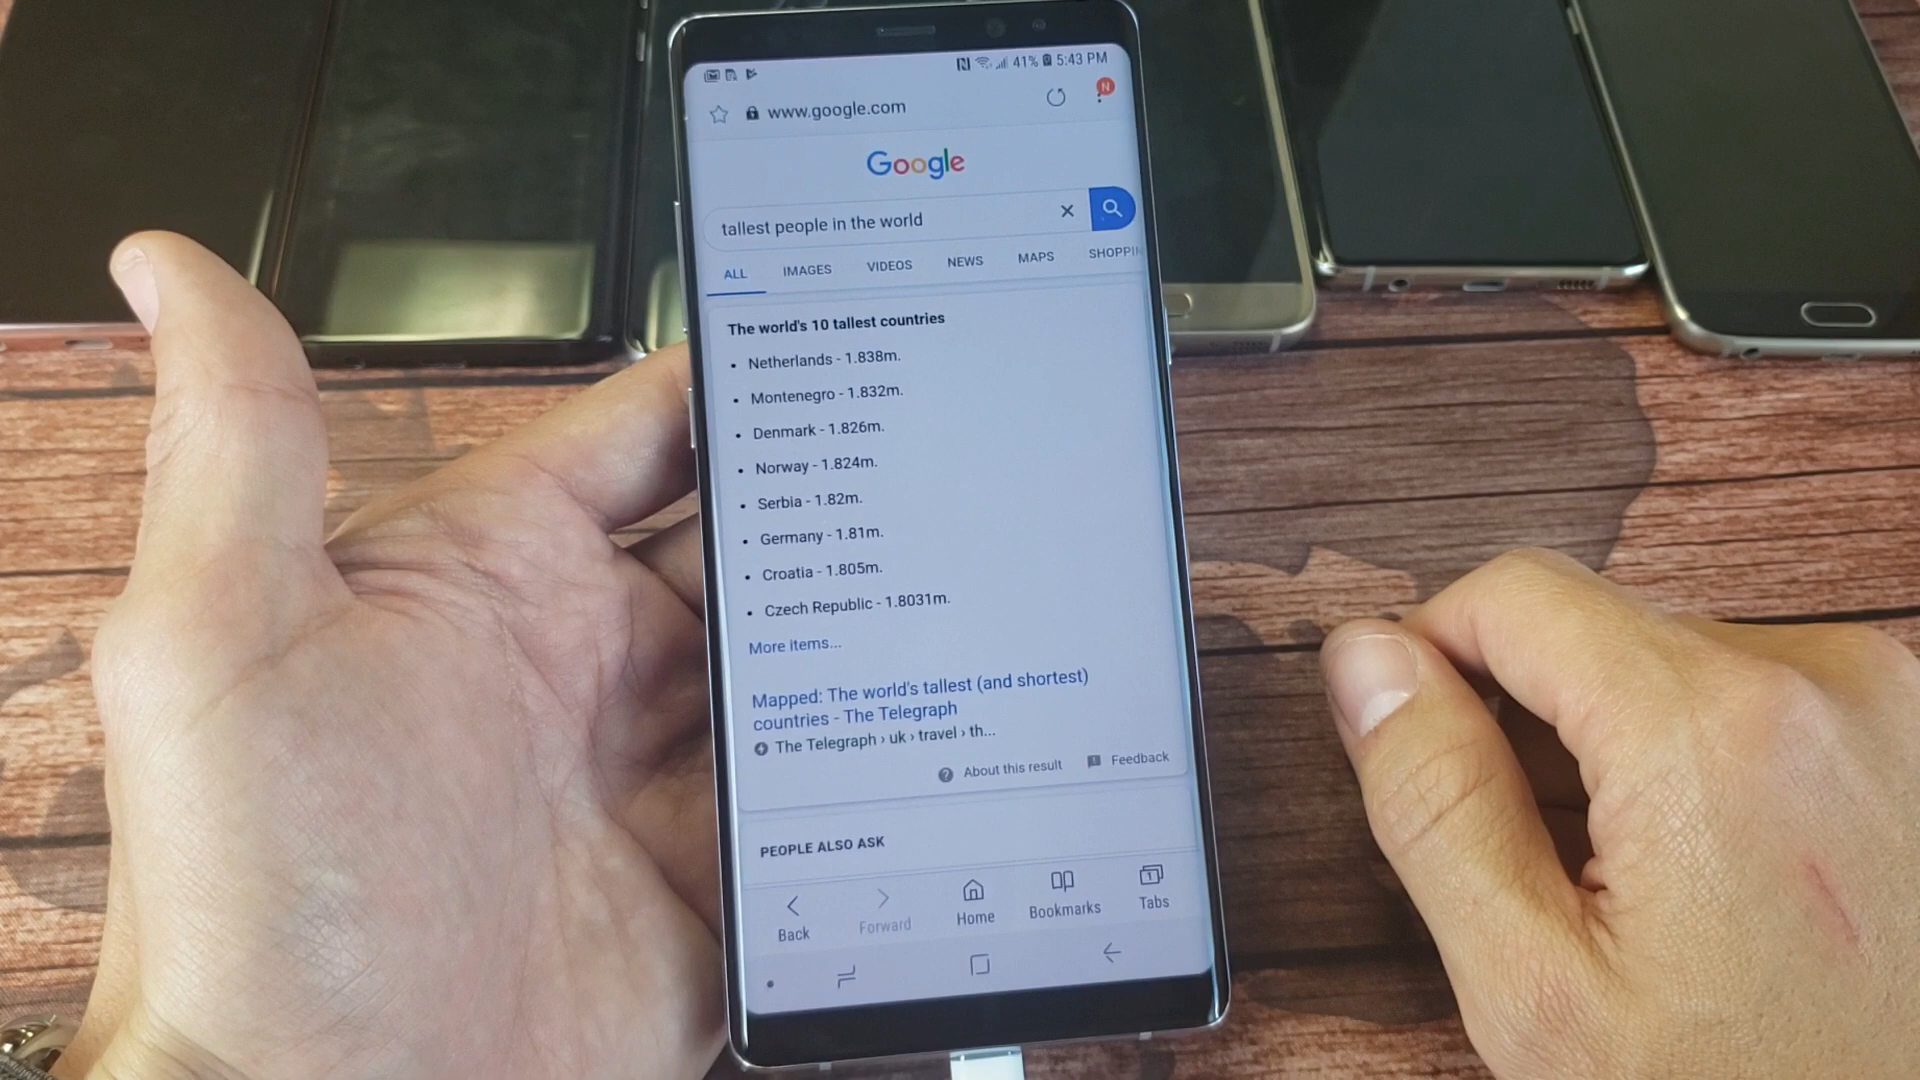 41% 5:43 PM
www.google.com
N
Google
tallest people in the world
ALL IMAGES VIDEOS NEWS MAPS SHOPPIN
The world's 10 tallest countries
• Netherlands - 1.838m.
• Montenegro - 1.832m.
• Denmark - 1.826m.
• Norway - 1.824m.
• Serbia - 1.82m.
• Germany - 1.81m.
• Croatia - 1.805m.
• Czech Republic - 1.8031m.
More items...
Mapped: The world's tallest (and shortest)
countries - The Telegraph
The Telegraph › uk › travel › th...
About this result Feedback
PEOPLE ALSO ASK
1
Back Forward Home Bookmarks Tabs